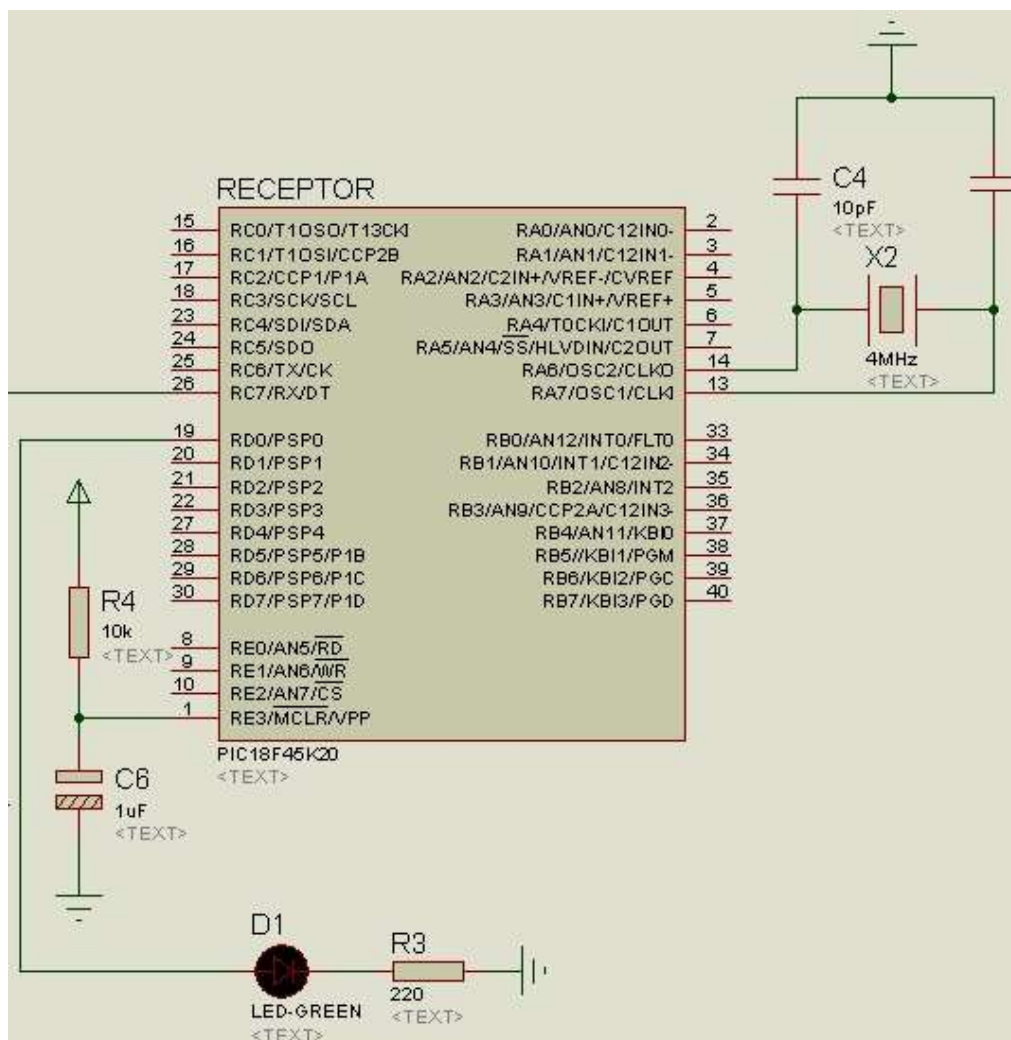 RECEPTOR
15 RC0/T1OSO/T13CKI
16 RC1/T1OSI/CCP2B
17 RC2/CCP1/P1A
18 RC3/SCK/SCL
23 RC4/SDI/SDA
24 RC5/SDO
25 RC6/TX/CK
26 RC7/RX/DT
19 RD0/PSP0
20 RD1/PSP1
21 RD2/PSP2
22 RD3/PSP3
27 RD4/PSP4
28 RD5/PSP5/P1B
29 RD6/PSP6/P1C
30 RD7/PSP7/P1D
8 RE0/AN5/RD
9 RE1/AN6/WR
10 RE2/AN7/CS
1 RE3/MCLR/VPP
RA0/AN0/C12IN0- 2
RA1/AN1/C12IN1- 3
RA2/AN2/C2IN+/VREF-/CVREF 4
RA3/AN3/C1IN+/VREF+ 5
RA4/T0CKI/C1OUT 6
RA5/AN4/SS/HLVDIN/C2OUT 7
RA6/OSC2/CLKO 14
RA7/OSC1/CLKI 13
RB0/AN12/INT0/FLT0 33
RB1/AN10/INT1/C12IN2- 34
RB2/AN8/INT2 35
RB3/AN9/CCP2A/C12IN3- 36
RB4/AN11/KBI0 37
RB5//KBI1/PGM 38
RB6/KBI2/PGC 39
RB7/KBI3/PGD 40
PIC18F45K20
<TEXT>
C4
10pF
<TEXT>
X2
4MHz
<TEXT>
R4
10k
<TEXT>
C6
1uF
<TEXT>
D1
LED-GREEN
<TEXT>
R3
220
<TEXT>